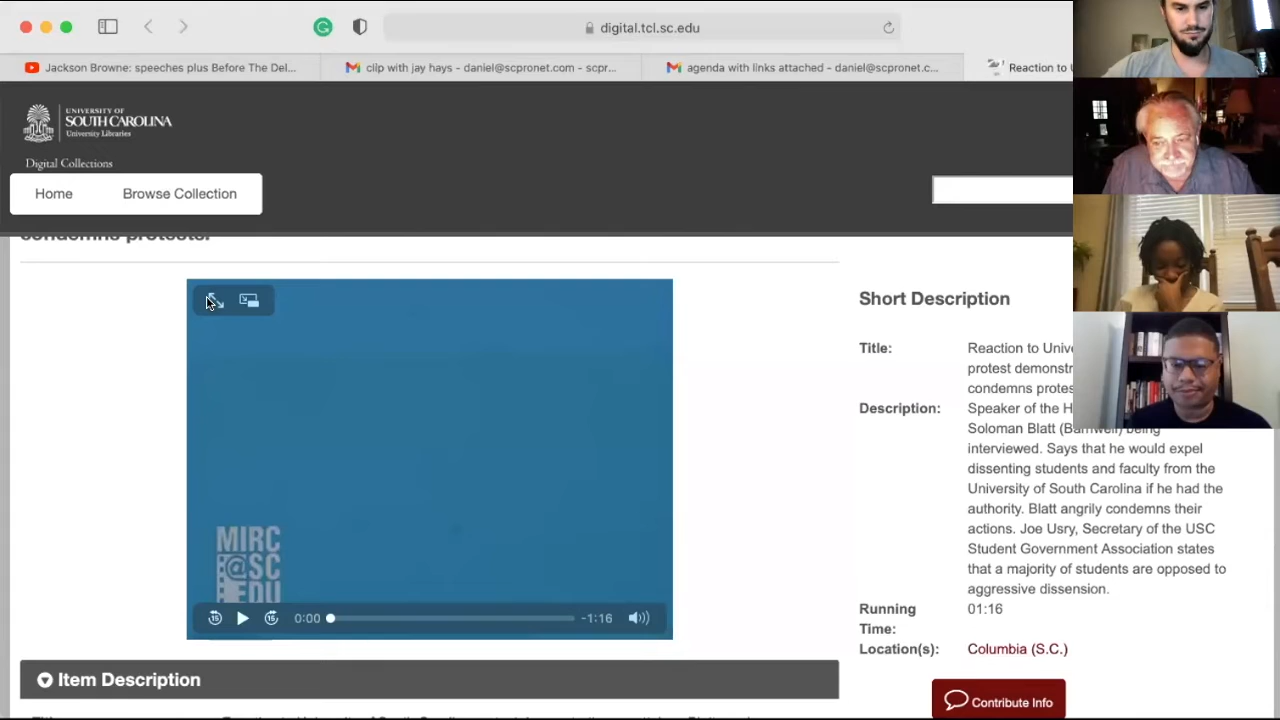 digital.tcl.sc.edu
Jackson Browne: speeches plus Before The Del...
clip with jay hays - daniel@scpronet.com - scpr...
agenda with links attached - daniel@scpronet.c...
Reaction to U
UNIVERSITY OF
SOUTH CAROLINA
University Libraries
Digital Collections
Home
Browse Collection
condemns protests.
MIRC
@SC
EDU
0:00
-1:16
Short Description
Title:
Reaction to Unive
protest demonstr
condemns protes
Description:
Speaker of the H
Soloman Blatt (Barnwell) being
interviewed. Says that he would expel
dissenting students and faculty from the
University of South Carolina if he had the
authority. Blatt angrily condemns their
actions. Joe Usry, Secretary of the USC
Student Government Association states
that a majority of students are opposed to
aggressive dissension.
Running
Time:
01:16
Location(s):
Columbia (S.C.)
Contribute Info
Item Description